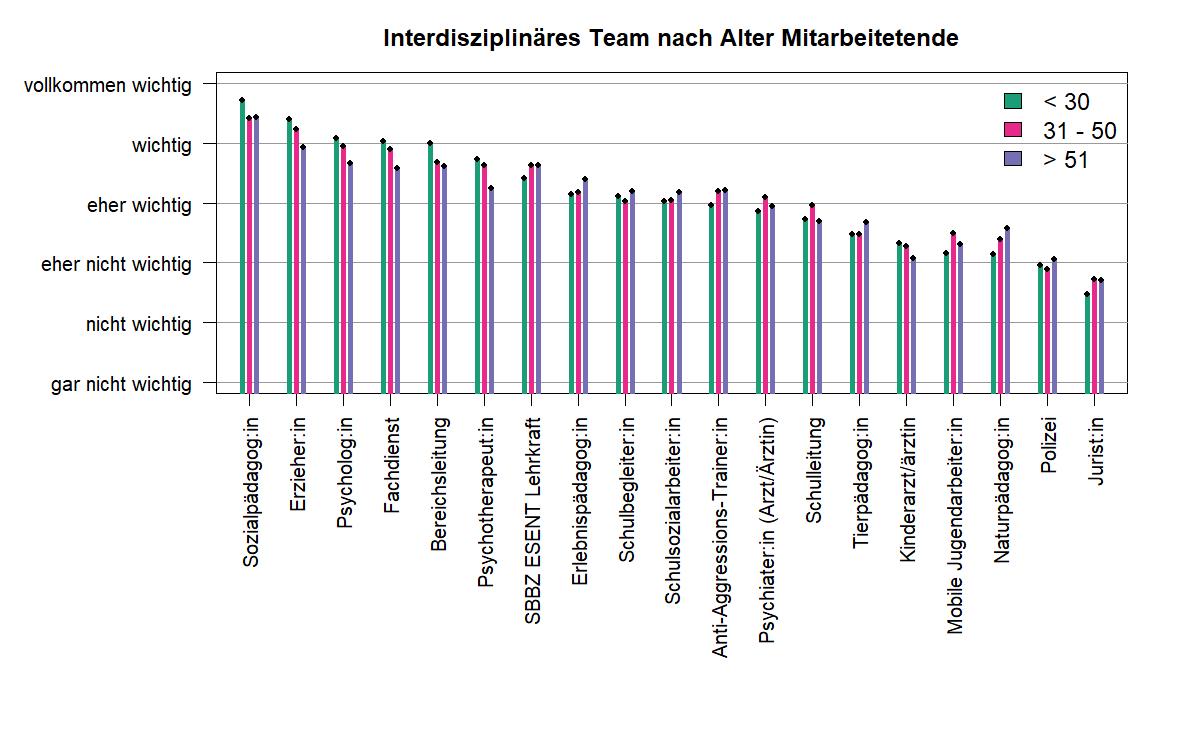 Interdisziplinäres Team nach Alter Mitarbeitetende
vollkommen wichtig
wichtig
eher wichtig
eher nicht wichtig
nicht wichtig
gar nicht wichtig
< 30
31 - 50
> 51
Sozialpädagog:in
Erzieher:in
Psycholog:in
Fachdienst
Bereichsleitung
Psychotherapeut:in
SBBZ ESENT Lehrkraft
Erlebnispädagog:in
Schulbegleiter:in
Schulsozialarbeiter:in
Anti-Aggressions-Trainer:in
Psychiater:in (Arzt/Ärztin)
Schulleitung
Tierpädagog:in
Kinderarzt/ärztin
Mobile Jugendarbeiter:in
Naturpädagog:in
Polizei
Jurist:in